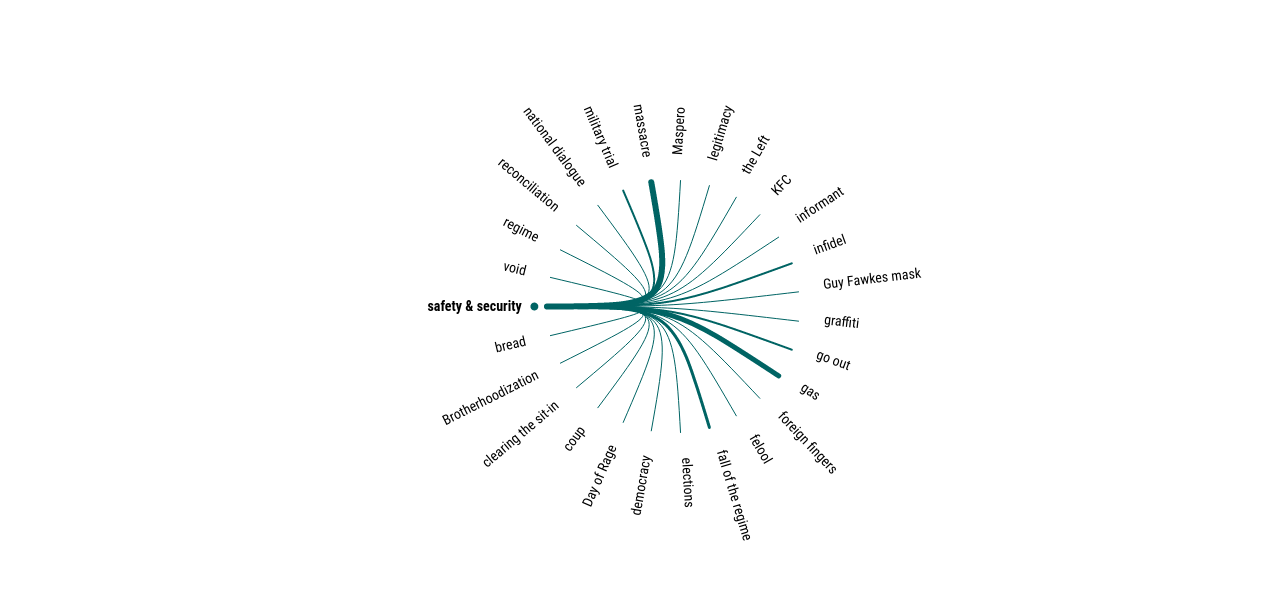 safety & security
void
regime
reconciliation
national dialogue
military trial
massacre
Maspero
legitimacy
the Left
KFC
informant
infidel
Guy Fawkes mask
graffiti
go out
gas
foreign fingers
felool
fall of the regime
elections
democracy
Day of Rage
coup
clearing the sit-in
Brotherhoodization
bread